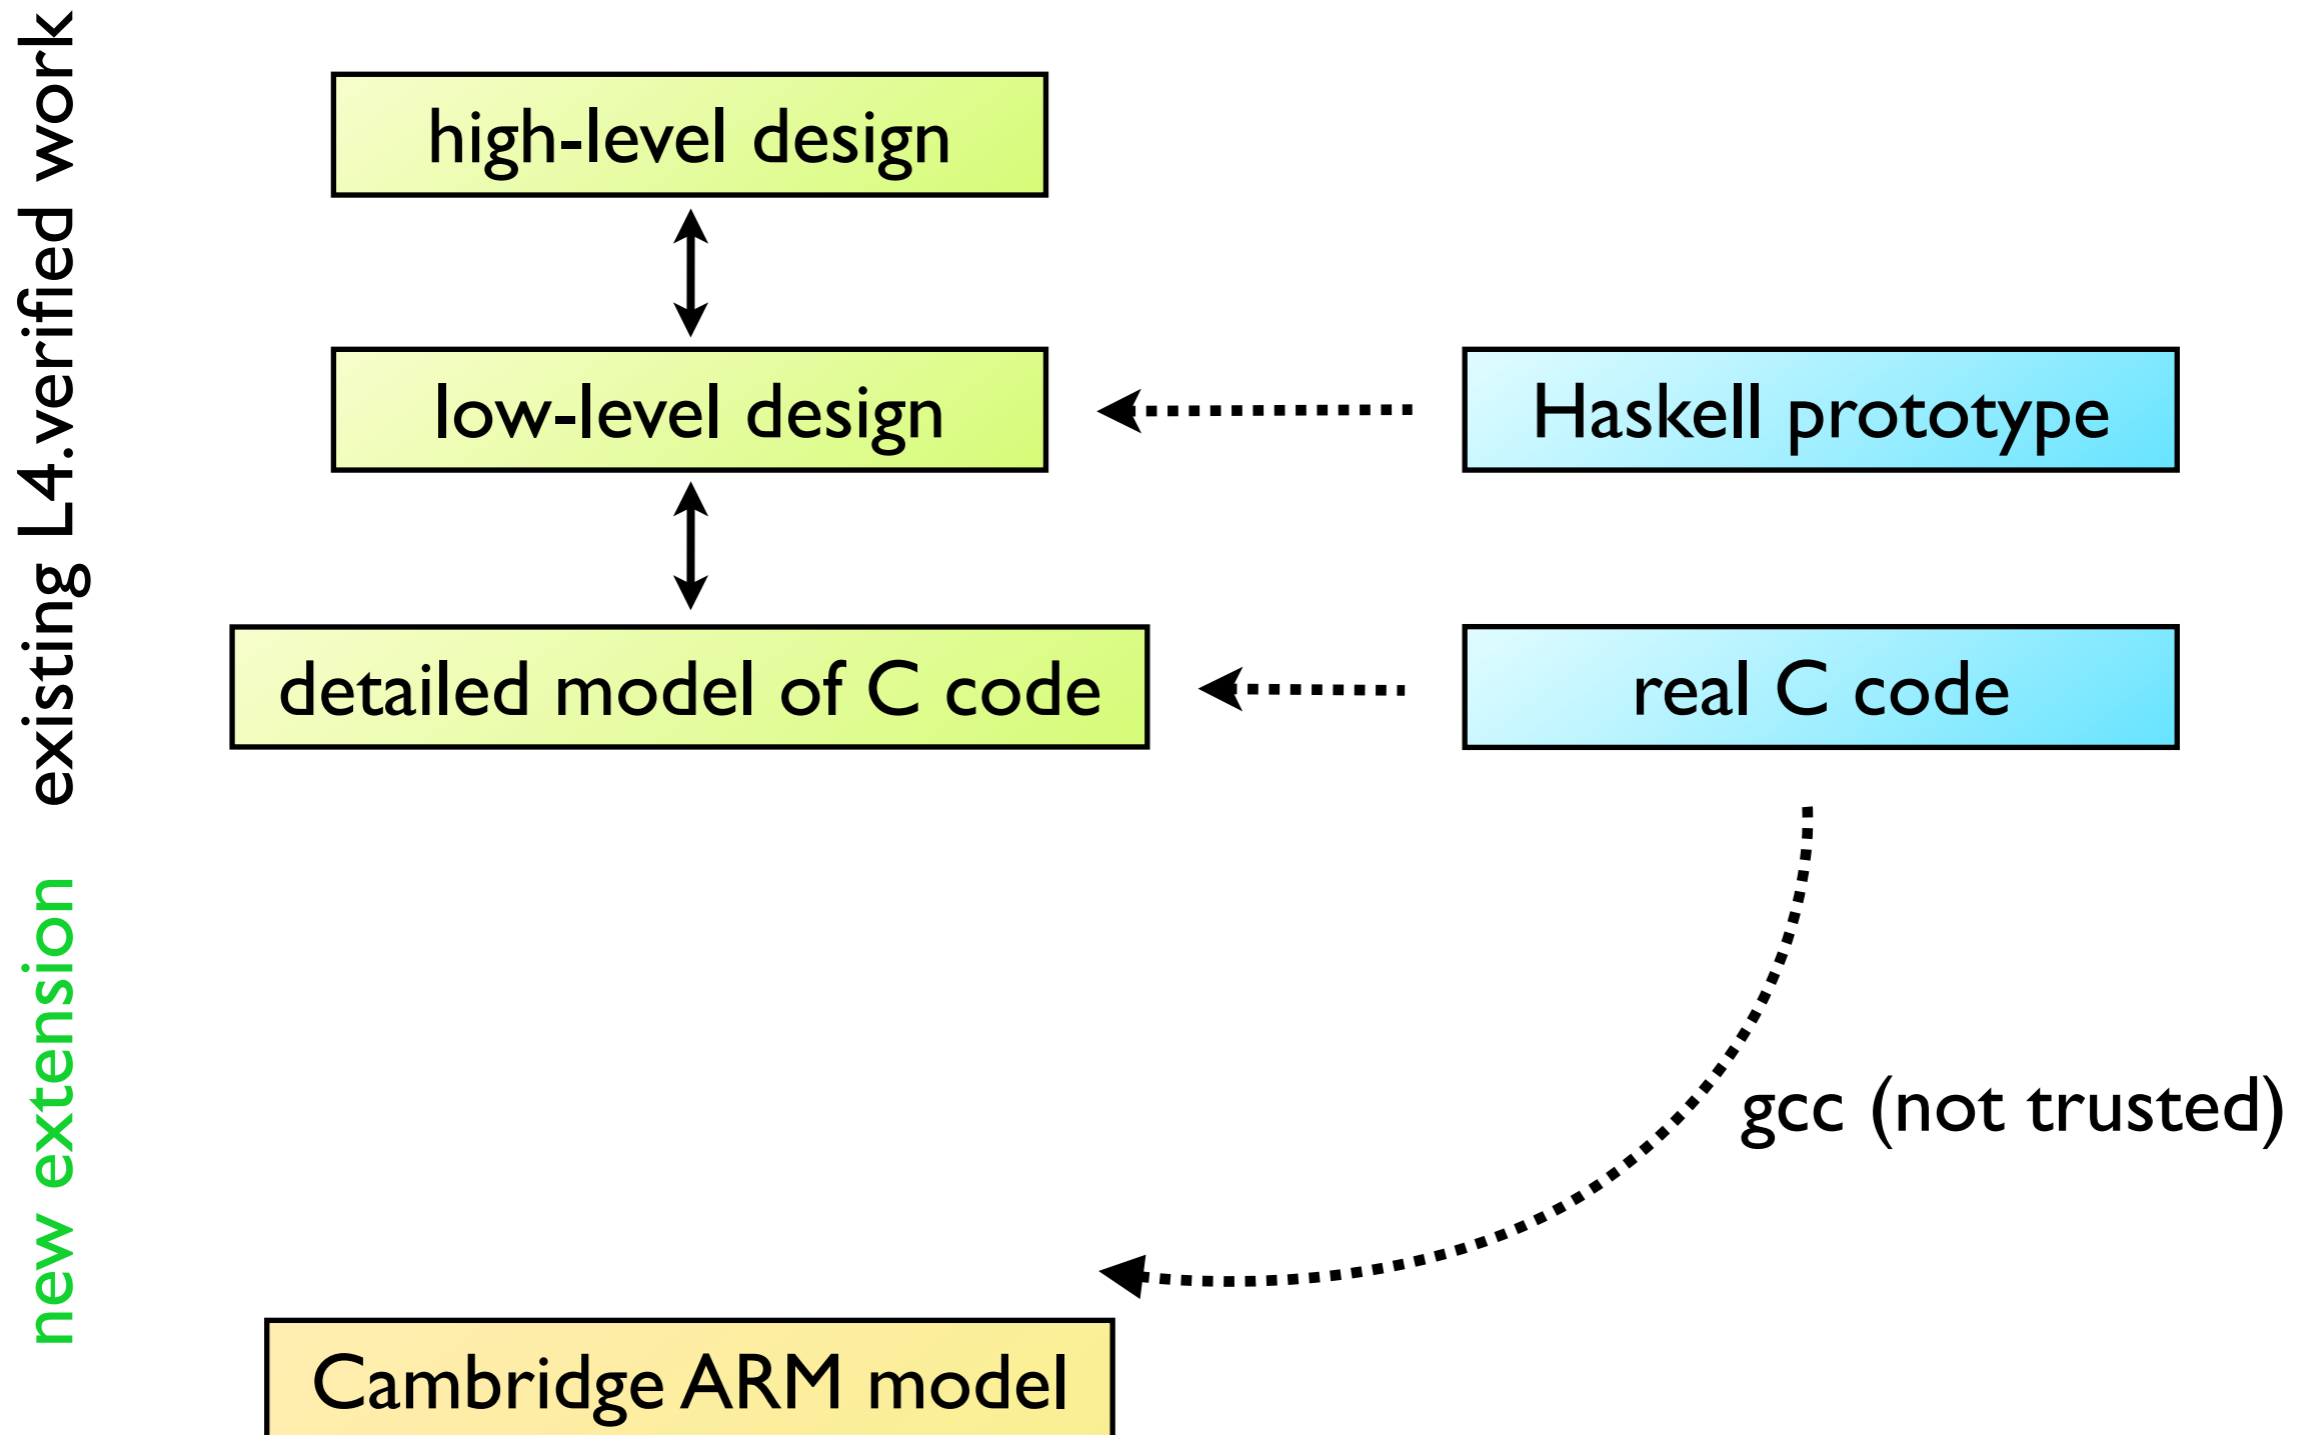 existing L4.verified work
new extension
high-level design
low-level design
Haskell prototype
detailed model of C code
real C code
gcc (not trusted)
Cambridge ARM model